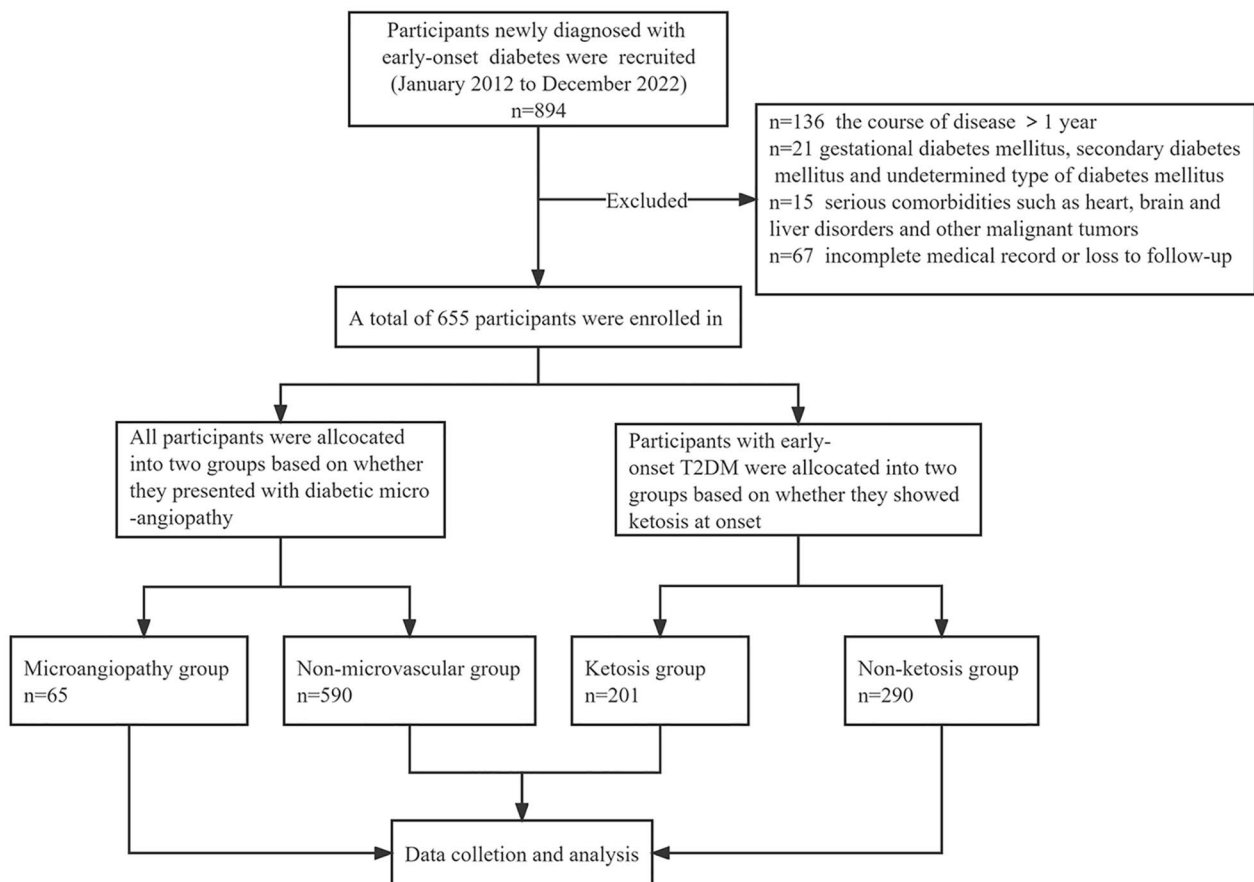 Participants newly diagnosed with
early-onset diabetes were recruited
(January 2012 to December 2022)
n=894
n=136 the course of disease > 1 year
n=21 gestational diabetes mellitus, secondary diabetes
mellitus and undetermined type of diabetes mellitus
n=15 serious comorbidities such as heart, brain and
liver disorders and other malignant tumors
n=67 incomplete medical record or loss to follow-up
Excluded
A total of 655 participants were enrolled in
All participants were allcocated
into two groups based on whether
they presented with diabetic micro
-angiopathy
Participants with early-
onset T2DM were allcocated into two
groups based on whether they showed
ketosis at onset
Microangiopathy group
n=65
Non-microvascular group
n=590
Ketosis group
n=201
Non-ketosis group
n=290
Data colletion and analysis